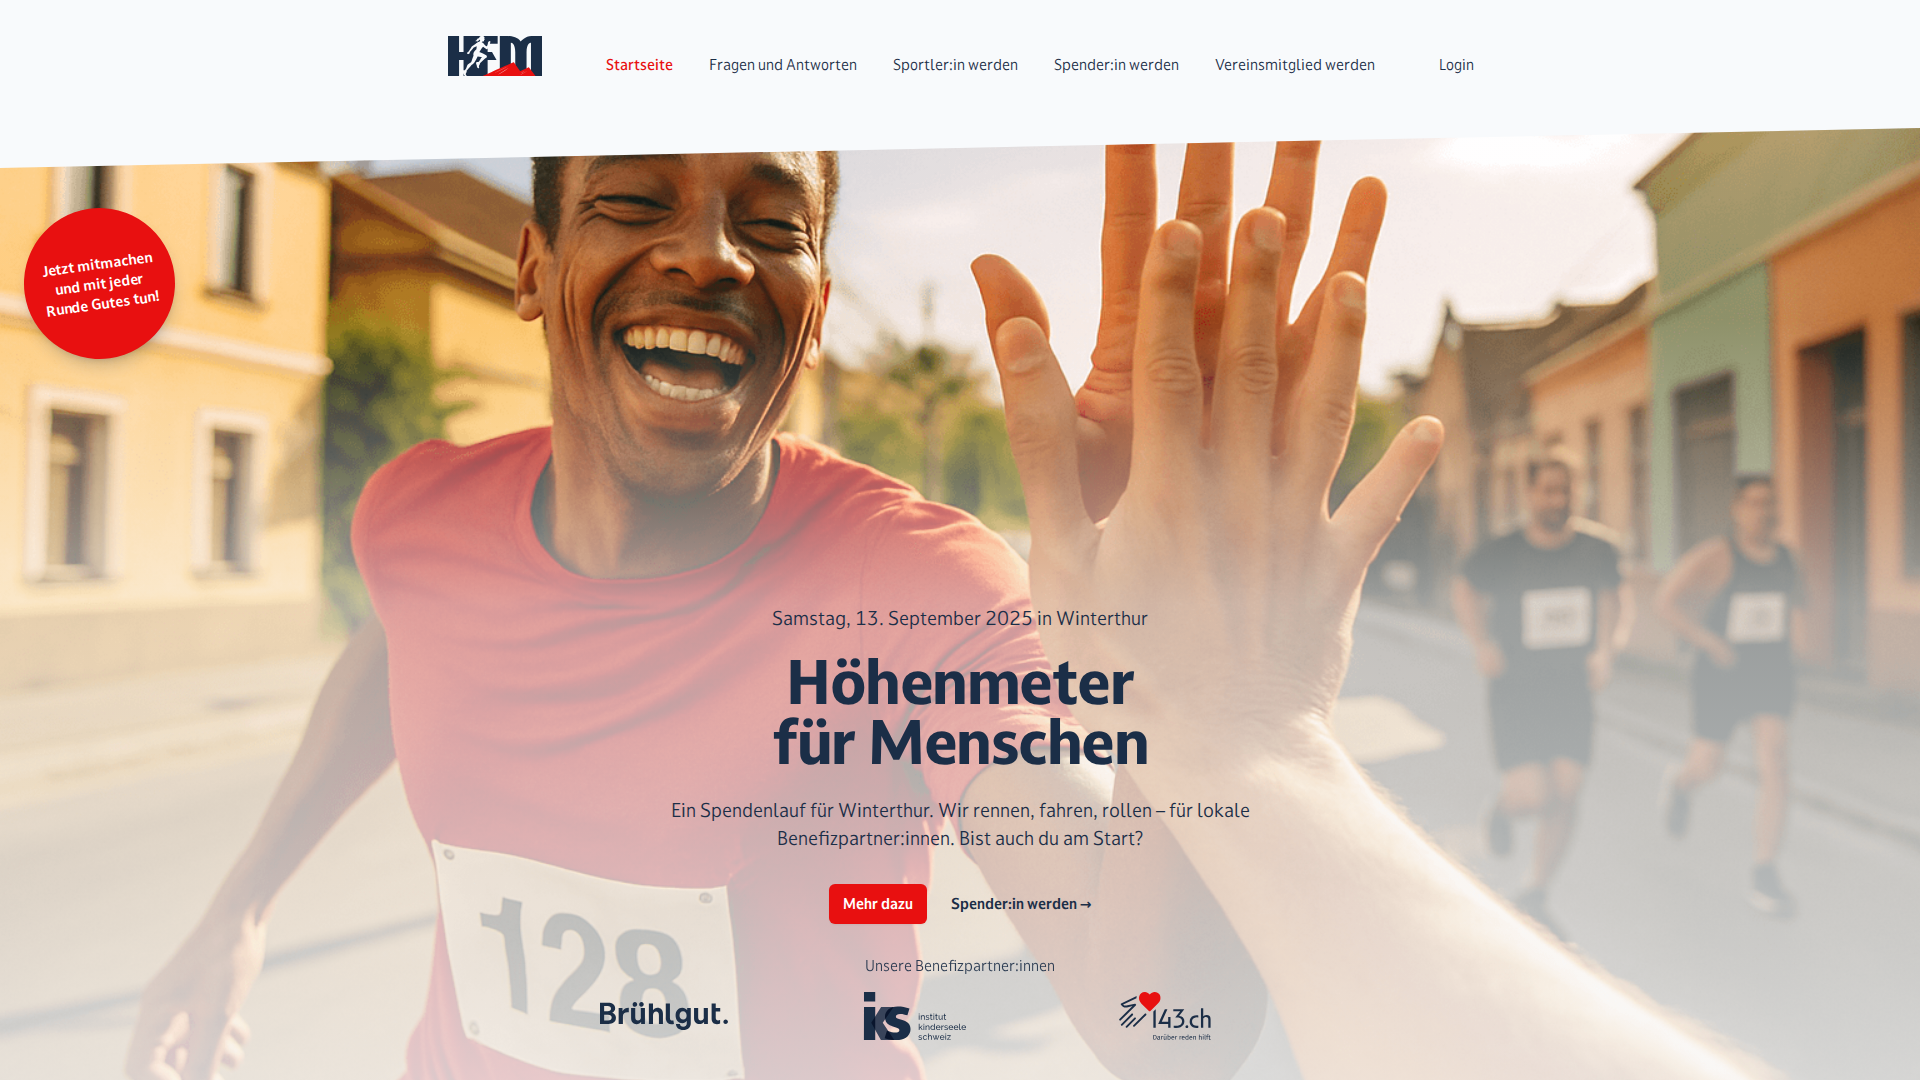 HFM
Startseite
Fragen und Antworten
Sportler:in werden
Spender:in werden
Vereinsmitglied werden
Login
Jetzt mitmachen
und mit jeder
Runde Gutes tun!
Samstag, 13. September 2025 in Winterthur
Höhenmeter
für Menschen
Ein Spendenlauf für Winterthur. Wir rennen, fahren, rollen – für lokale
Benefizpartner:innen. Bist auch du am Start?
Mehr dazu
Spender:in werden →
128
Unsere Benefizpartner:innen
Brühlgut.
iks
institut
kinderseele
schweiz
143.ch
Darüber reden hilft